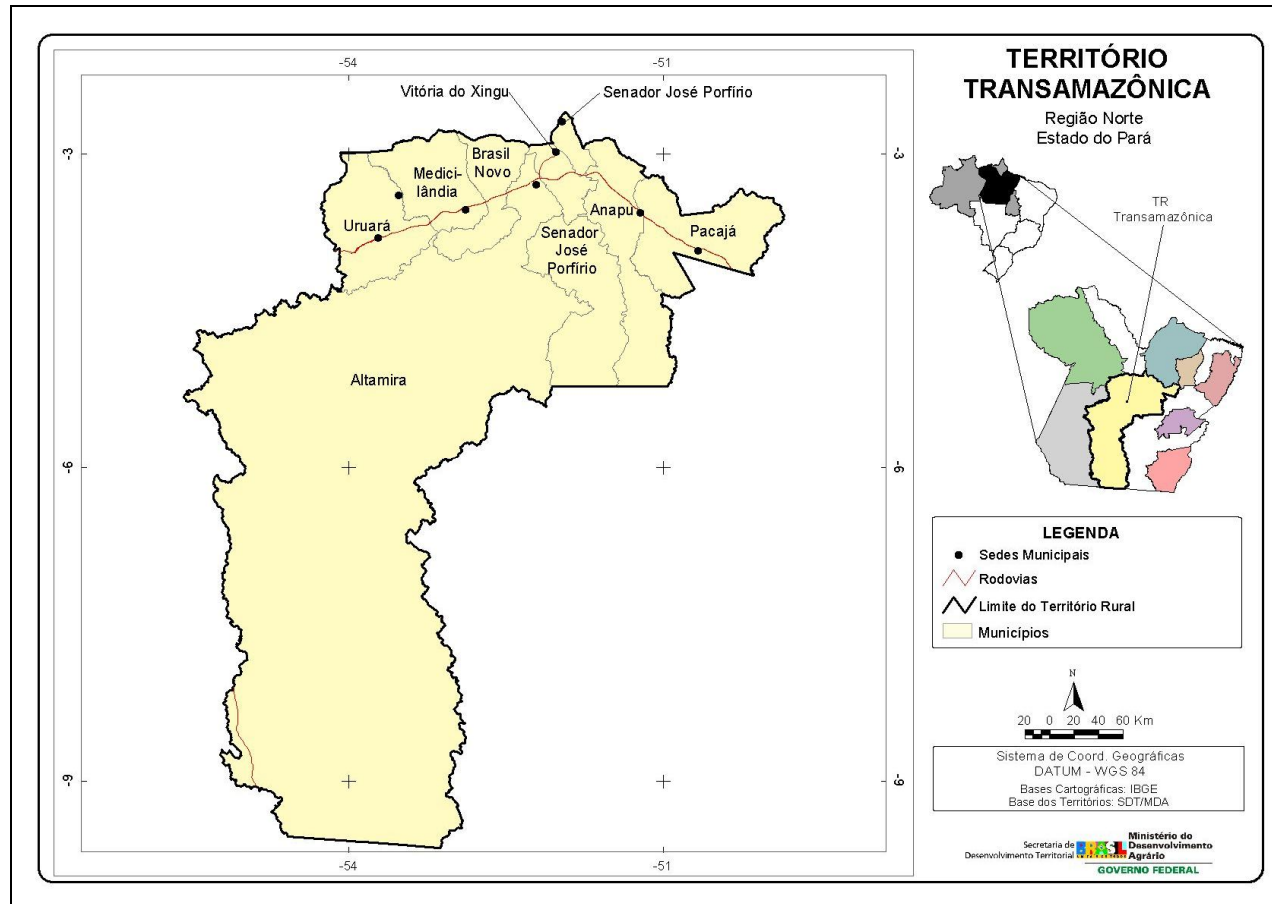 -54
-51
Vitória do Xingu
Senador José Porfírio
-3
-3
Brasil
Novo
Medici-
lândia
Uruará
Anapu
Pacajá
Senador
José
Porfírio
Altamira
-6
-6
-9
-9
-54
-51
TERRITÓRIO
TRANSAMAZÔNICA
Região Norte
Estado do Pará
TR
Transamazônica
LEGENDA
Sedes Municipais
Rodovias
Limite do Território Rural
Municípios
N
20 0 20 40 60 Km
Sistema de Coord. Geográficas
DATUM - WGS 84
Bases Cartográficas: IBGE
Base dos Territórios: SDT/MDA
Secretaria de
Desenvolvimento Territorial
BRASIL
Ministério do
Desenvolvimento
Agrário
GOVERNO FEDERAL